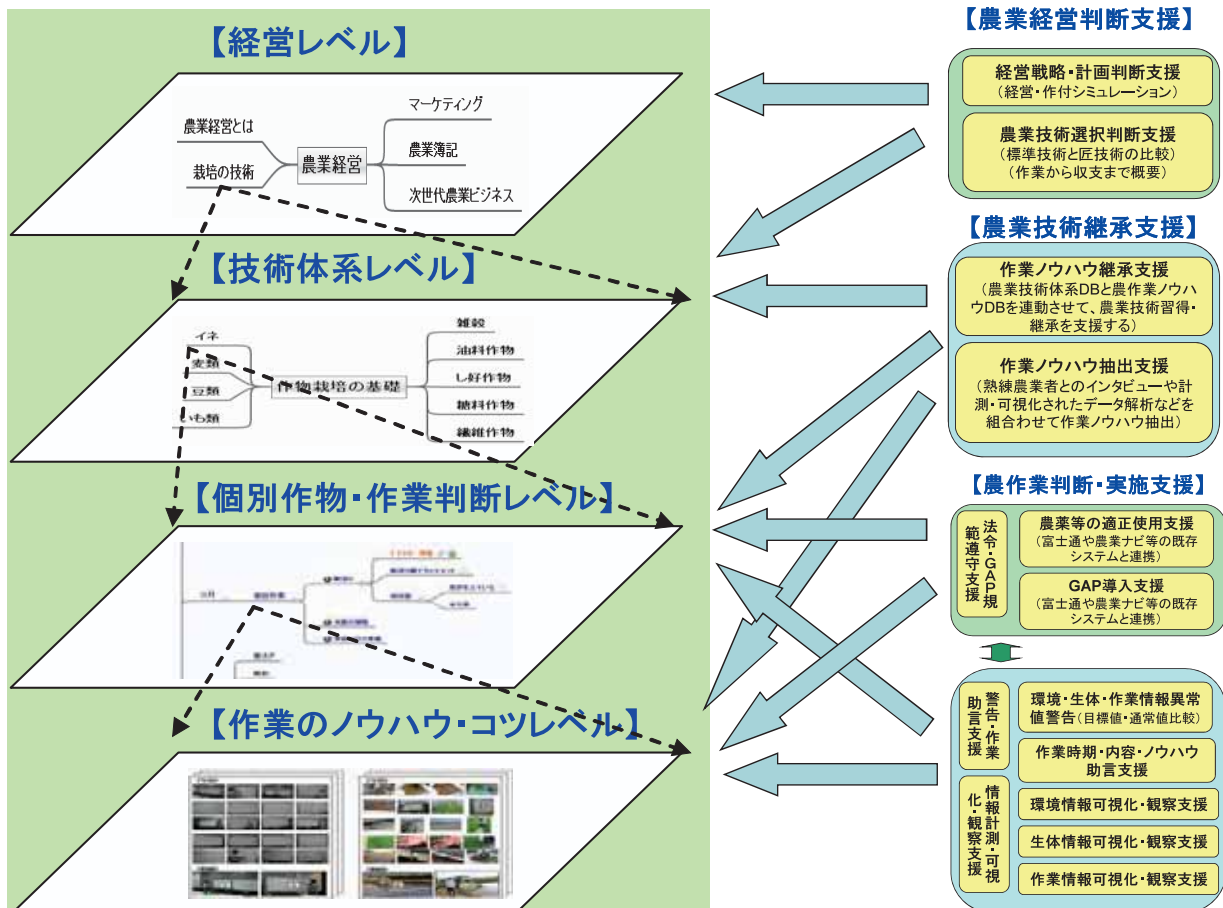 【経営レベル】
農業経営とは
栽培の技術
農業経営
マーケティング
農業簿記
次世代農業ビジネス
【技術体系レベル】
イネ
麦類
豆類
いも類
作物栽培の基礎
雑穀
油料作物
し好作物
糖料作物
繊維作物
【個別作物・作業判断レベル】
【作業のノウハウ・コツレベル】
【農業経営判断支援】
経営戦略・計画判断支援
(経営・作付シミュレーション)
農業技術選択判断支援
(標準技術と匠技術の比較)
(作業から収支まで概要)
【農業技術継承支援】
作業ノウハウ継承支援
(農業技術体系DBと農作業ノウハ
ウDBを連動させて、農業技術習得・
継承を支援する)
作業ノウハウ抽出支援
(熟練農業者とのインタビューや計
測・可視化されたデータ解析などを
組合わせて作業ノウハウ抽出)
【農作業判断・実施支援】
法令・GAP規
範遵守支援
農薬等の適正使用支援
(富士通や農業ナビ等の既存
システムと連携)
GAP導入支援
(富士通や農業ナビ等の既存
システムと連携)
警告・作業
助言支援
環境・生体・作業情報異常
値警告(目標値・通常値比較)
作業時期・内容・ノウハウ
助言支援
情報計測・可視
化・観察支援
環境情報可視化・観察支援
生体情報可視化・観察支援
作業情報可視化・観察支援